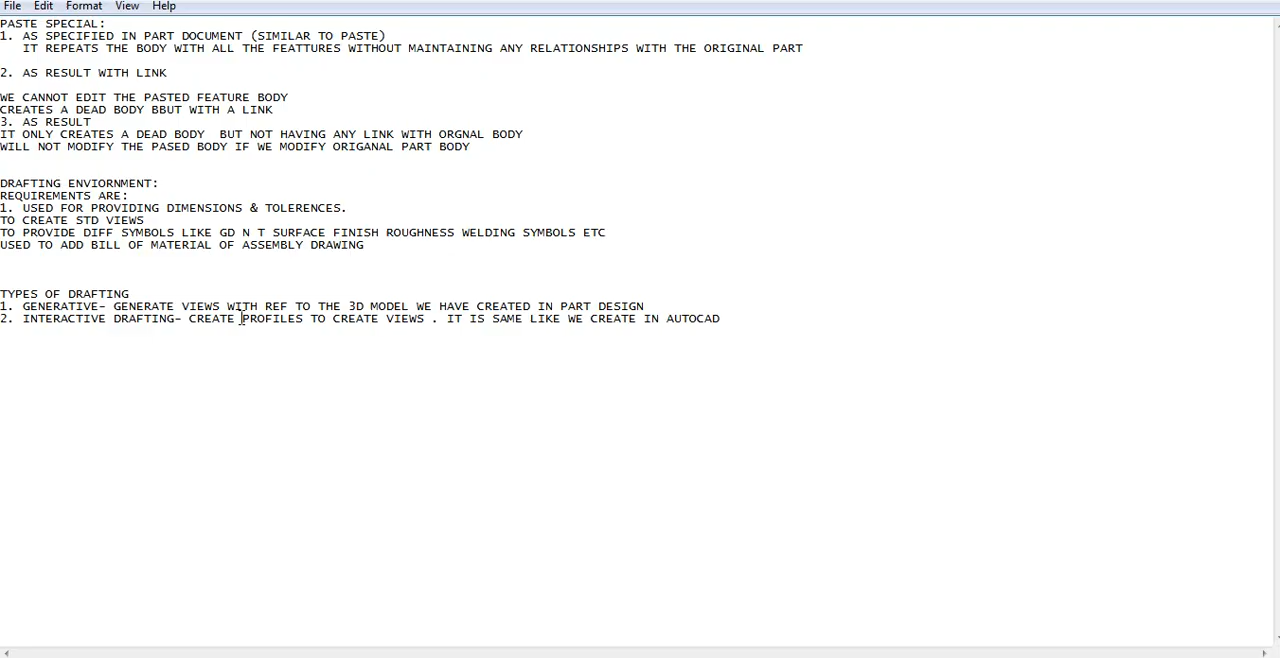 File Edit Format View Help
PASTE SPECIAL:
1. AS SPECIFIED IN PART DOCUMENT (SIMILAR TO PASTE)
IT REPEATS THE BODY WITH ALL THE FEATTURES WITHOUT MAINTAINING ANY RELATIONSHIPS WITH THE ORIGINAL PART
2. AS RESULT WITH LINK
WE CANNOT EDIT THE PASTED FEATURE BODY
CREATES A DEAD BODY BBUT WITH A LINK
3. AS RESULT
IT ONLY CREATES A DEAD BODY  BUT NOT HAVING ANY LINK WITH ORGNAL BODY
WILL NOT MODIFY THE PASED BODY IF WE MODIFY ORIGANAL PART BODY
DRAFTING ENVIORNMENT:
REQUIREMENTS ARE:
1. USED FOR PROVIDING DIMENSIONS & TOLERENCES.
TO CREATE STD VIEWS
TO PROVIDE DIFF SYMBOLS LIKE GD N T SURFACE FINISH ROUGHNESS WELDING SYMBOLS ETC
USED TO ADD BILL OF MATERIAL OF ASSEMBLY DRAWING
TYPES OF DRAFTING
1. GENERATIVE- GENERATE VIEWS WITH REF TO THE 3D MODEL WE HAVE CREATED IN PART DESIGN
2. INTERACTIVE DRAFTING- CREATE PROFILES TO CREATE VIEWS . IT IS SAME LIKE WE CREATE IN AUTOCAD